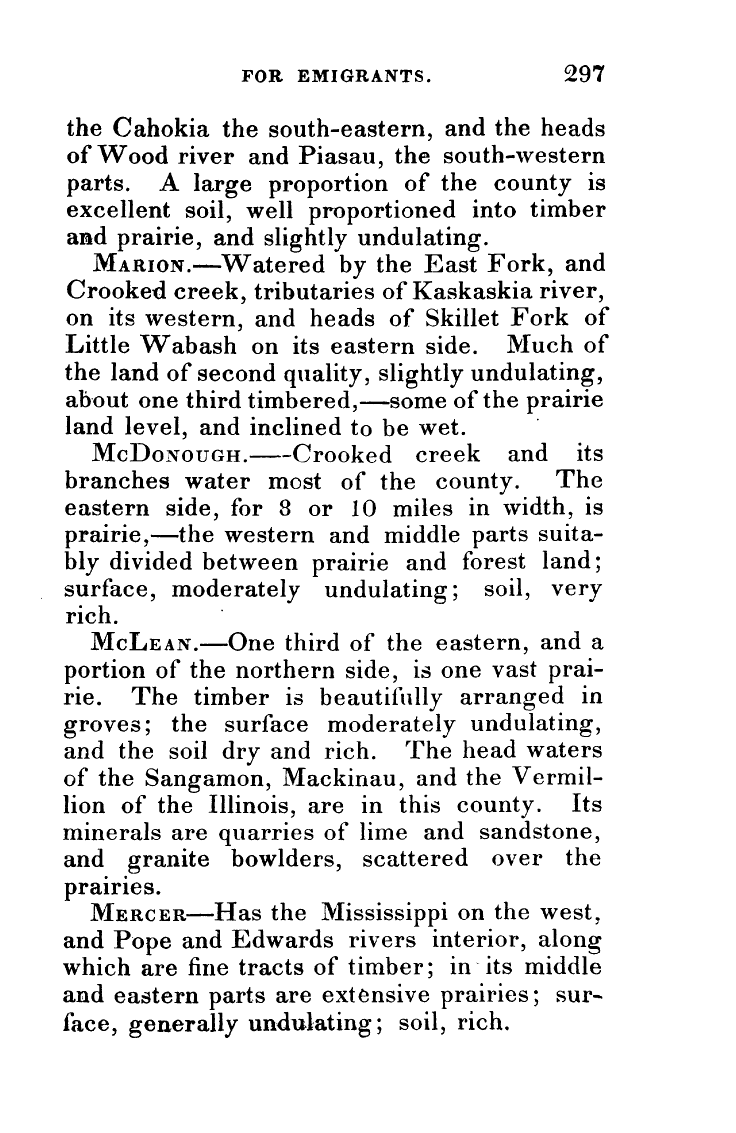 FOR EMIGRANTS. 297
the Cahokia the south-eastern, and the heads
of Wood river and Piasau, the south-western
parts. A large proportion of the county is
excellent soil, well proportioned into timber
and prairie, and slightly undulating.
MARION.—Watered by the East Fork, and
Crooked creek, tributaries of Kaskaskia river,
on its western, and heads of Skillet Fork of
Little Wabash on its eastern side. Much of
the land of second quality, slightly undulating,
about one third timbered,—some of the prairie
land level, and inclined to be wet.
McDONOUGH.—-Crooked creek and its
branches water most of the county. The
eastern side, for 8 or 10 miles in width, is
prairie,—the western and middle parts suita-
bly divided between prairie and forest land;
surface, moderately undulating; soil, very
rich.
McLEAN.—One third of the eastern, and a
portion of the northern side, is one vast prai-
rie. The timber is beautifully arranged in
groves; the surface moderately undulating,
and the soil dry and rich. The head waters
of the Sangamon, Mackinau, and the Vermil-
lion of the Illinois, are in this county. Its
minerals are quarries of lime and sandstone,
and granite bowlders, scattered over the
prairies.
MERCER—Has the Mississippi on the west,
and Pope and Edwards rivers interior, along
which are fine tracts of timber; in its middle
and eastern parts are extensive prairies; sur-
face, generally undulating; soil, rich.